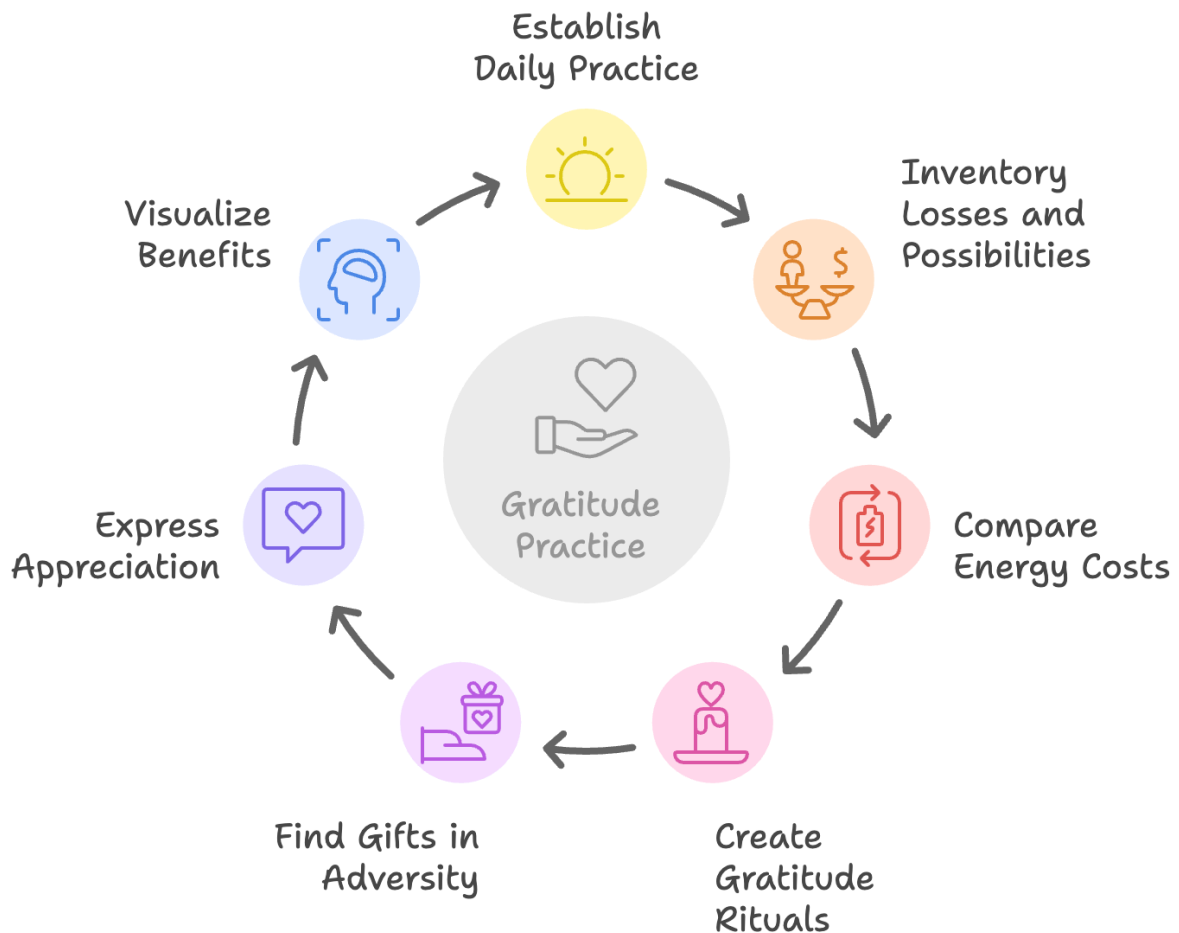 Establish
Daily Practice
Inventory
Losses and
Possibilities
Compare
Energy Costs
Create
Gratitude
Rituals
Find Gifts in
Adversity
Express
Appreciation
Visualize
Benefits
Gratitude
Practice
$